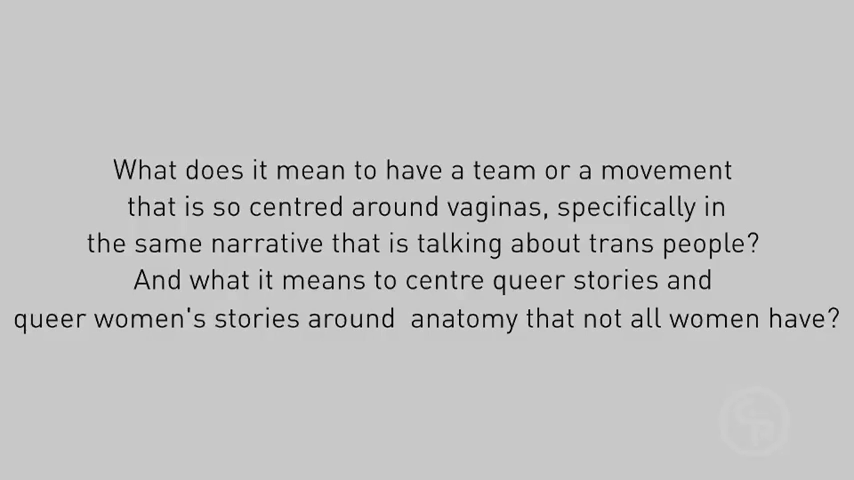 What does it mean to have a team or a movement
that is so centred around vaginas, specifically in
the same narrative that is talking about trans people?
And what it means to centre queer stories and
queer women's stories around anatomy that not all women have?